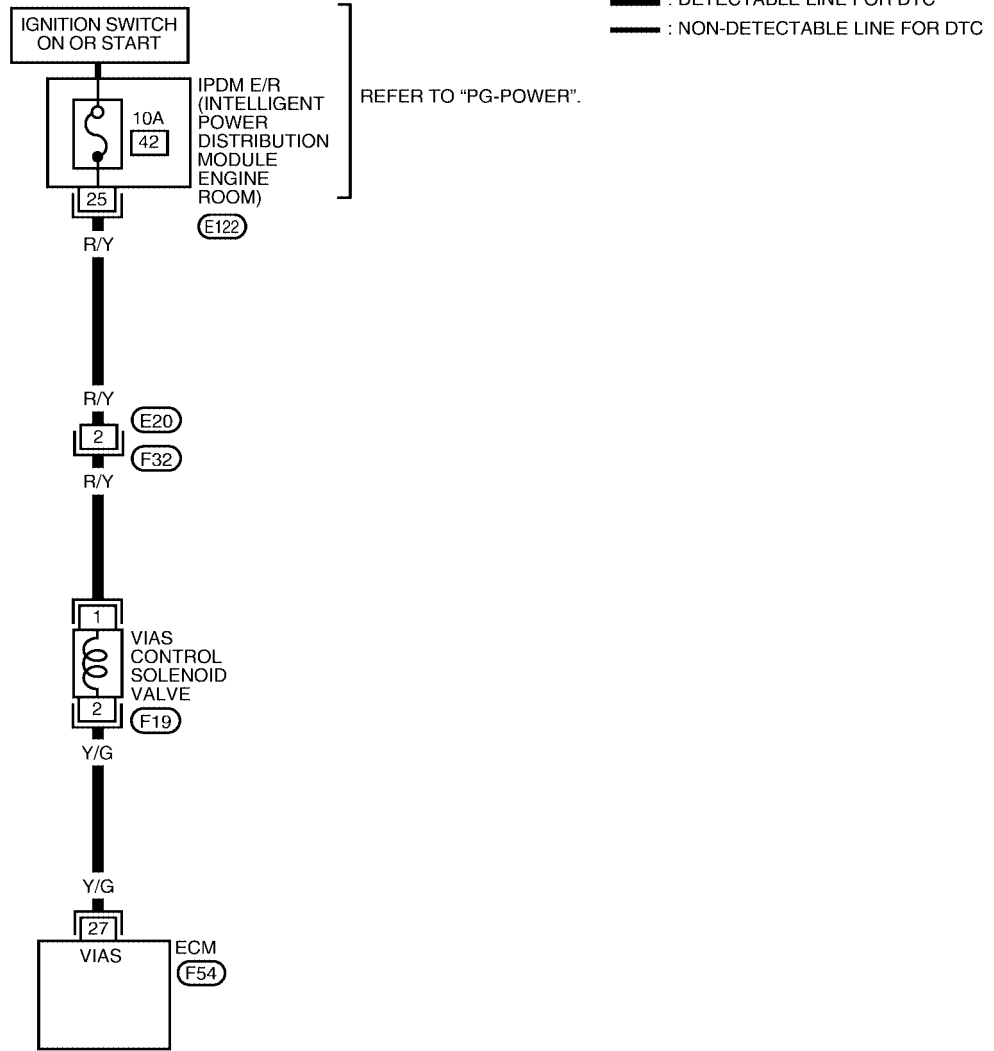 : DETECTABLE LINE FOR DTC
: NON-DETECTABLE LINE FOR DTC
IGNITION SWITCH
ON OR START
REFER TO “PG-POWER”.
IPDM E/R
(INTELLIGENT
POWER
DISTRIBUTION
MODULE
ENGINE
ROOM)
10A
42
25
E122
R/Y
R/Y
E20
2
F32
R/Y
1
VIAS
CONTROL
SOLENOID
VALVE
2
F19
Y/G
Y/G
27
VIAS
ECM
F54